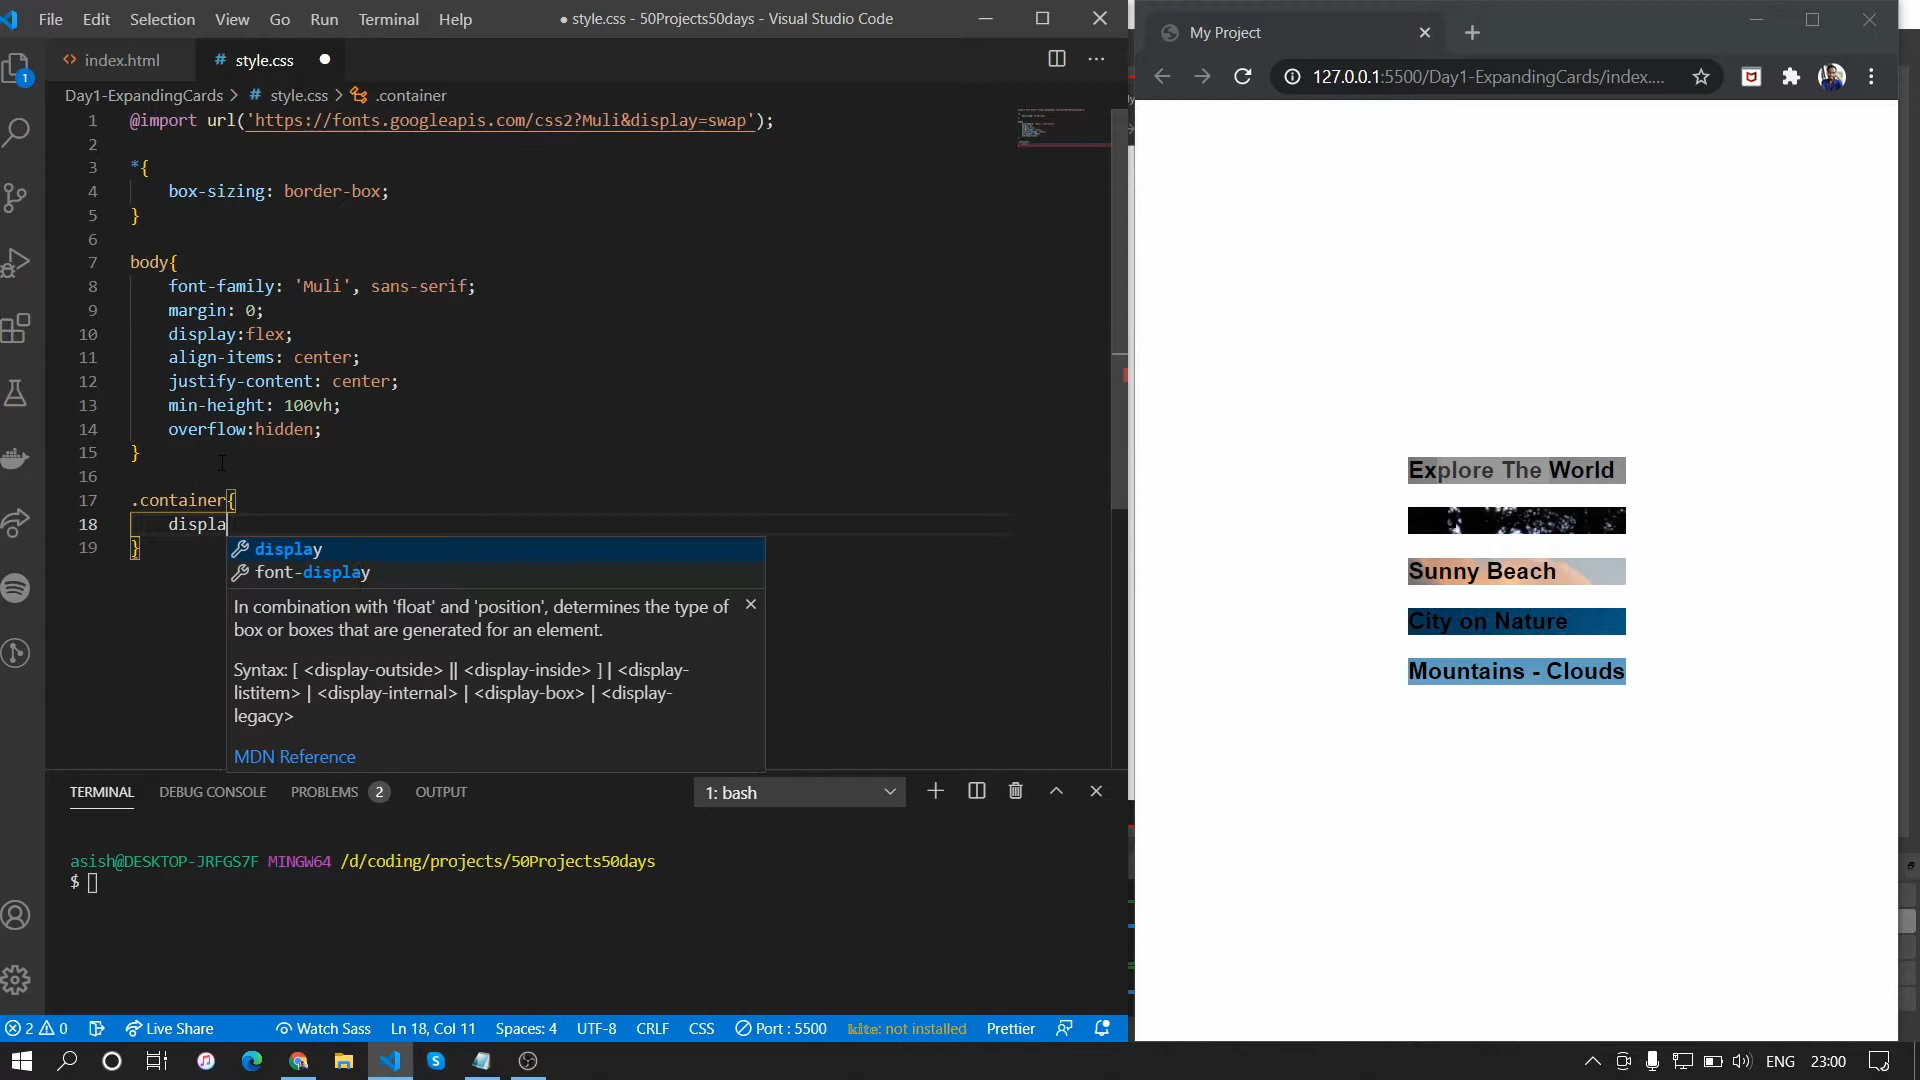 File Edit Selection View Go Run Terminal Help
● style.css - 50Projects50days - Visual Studio Code
index.html
# style.css ●
Day1-ExpandingCards > # style.css > .container
1 @import url('https://fonts.googleapis.com/css2?Muli&display=swap');
2
3 *{
4 box-sizing: border-box;
5 }
6
7 body{
8 font-family: 'Muli', sans-serif;
9 margin: 0;
10 display:flex;
11 align-items: center;
12 justify-content: center;
13 min-height: 100vh;
14 overflow:hidden;
15 }
16
17 .container{
18 displa
19 }
display
font-display
In combination with 'float' and 'position', determines the type of
box or boxes that are generated for an element.
Syntax: [ <display-outside> || <display-inside> ] | <display-
listitem> | <display-internal> | <display-box> | <display-
legacy>
MDN Reference
TERMINAL DEBUG CONSOLE PROBLEMS 2 OUTPUT
1: bash
asish@DESKTOP-JRFGS7F MINGW64 /d/coding/projects/50Projects50days
$
2 0 Live Share Watch Sass Ln 18, Col 11 Spaces: 4 UTF-8 CRLF CSS Port : 5500 kite: not installed Prettier
1
My Project
127.0.0.1:5500/Day1-ExpandingCards/index....
Explore The World
Sunny Beach
City on Nature
Mountains - Clouds
ENG 23:00